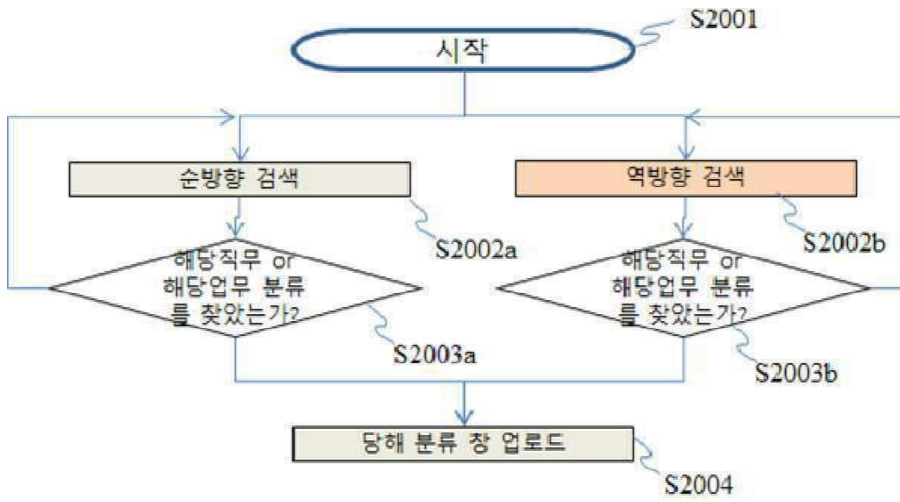 S2001
시작
순방향 검색
역방향 검색
S2002a
S2002b
해당직무 or
해당업무 분류
를 찾았는가?
해당직무 or
해당업무 분류
를 찾았는가?
S2003a
S2003b
당해 분류 창 업로드
S2004